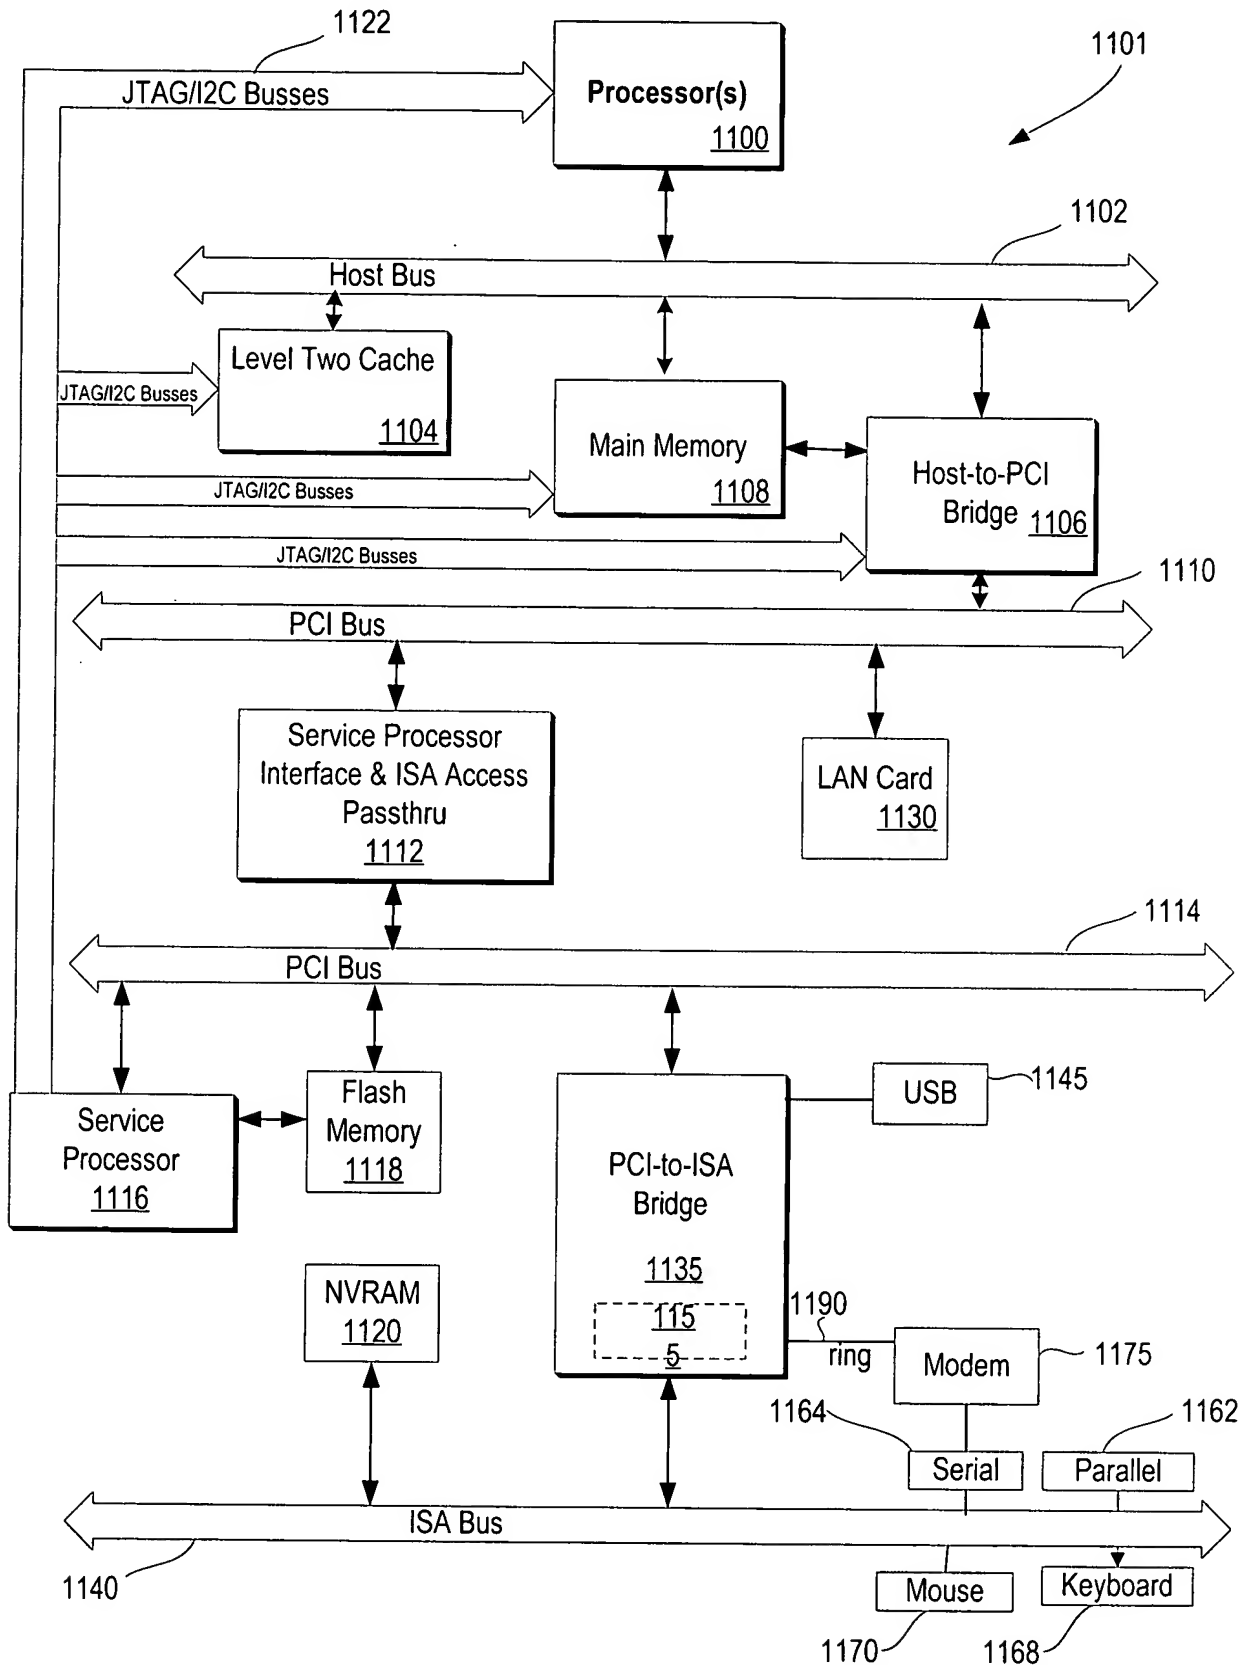 1122
1101
JTAG/I2C Busses
Processor(s)
1100
1102
Host Bus
Level Two Cache
1104
JTAG/I2C Busses
Main Memory
1108
Host-to-PCI
Bridge 1106
JTAG/I2C Busses
JTAG/I2C Busses
1110
PCI Bus
Service Processor
Interface & ISA Access
Passthru
1112
LAN Card
1130
1114
PCI Bus
Service
Processor
1116
Flash
Memory
1118
PCI-to-ISA
Bridge
1135
115
5
USB
1145
NVRAM
1120
1190
ring
Modem
1175
1164
1162
Serial
Parallel
ISA Bus
1140
Mouse
Keyboard
1170
1168